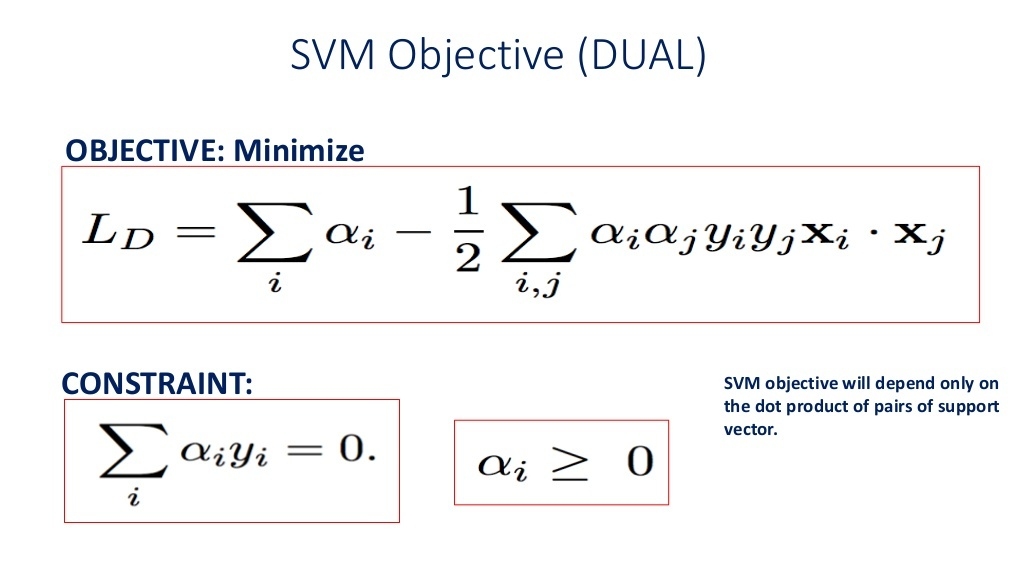 SVM Objective (DUAL)
OBJECTIVE: Minimize
L_D = ∑_i α_i − 1/2 ∑_{i,j} α_i α_j y_i y_j x_i · x_j
CONSTRAINT:
∑_i α_i y_i = 0.
α_i ≥ 0
SVM objective will depend only on
the dot product of pairs of support
vector.